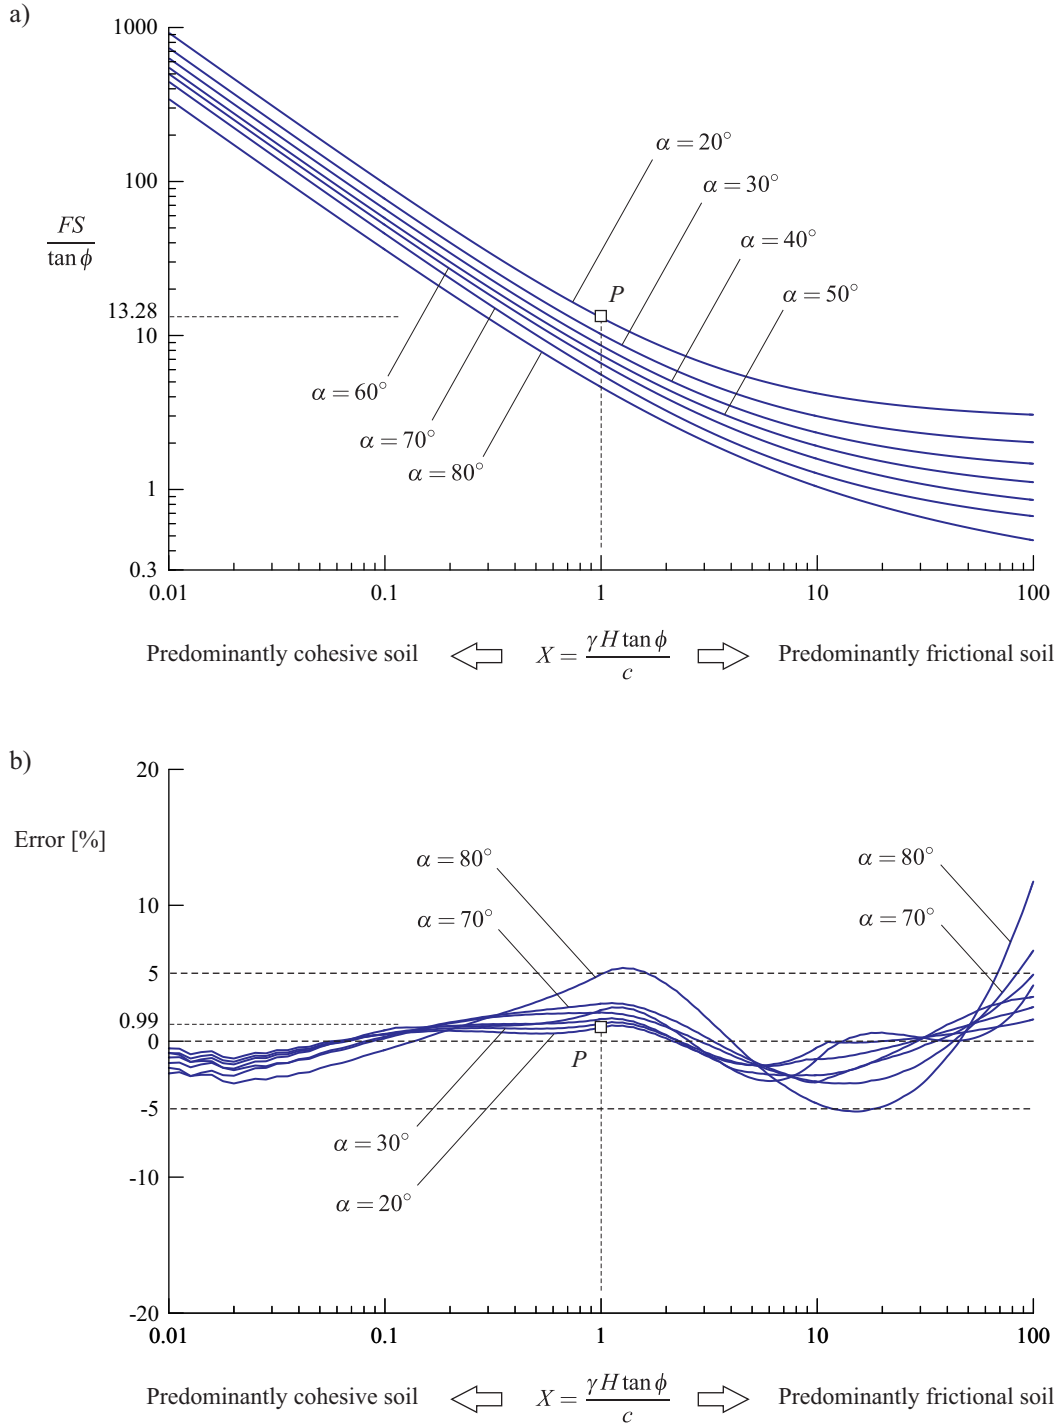 a)
1000
100
FS
tan ϕ
13.28
10
1
0.3
α = 20°
α = 30°
α = 40°
α = 50°
P
α = 60°
α = 70°
α = 80°
0.01 0.1 1 10 100
Predominantly cohesive soil X = γ H tan ϕ / c Predominantly frictional soil
b)
20
Error [%]
10
5
0.99
0
-5
-10
-20
α = 80°
α = 70°
α = 80°
α = 70°
P
α = 30°
α = 20°
0.01 0.1 1 10 100
Predominantly cohesive soil X = γ H tan ϕ / c Predominantly frictional soil